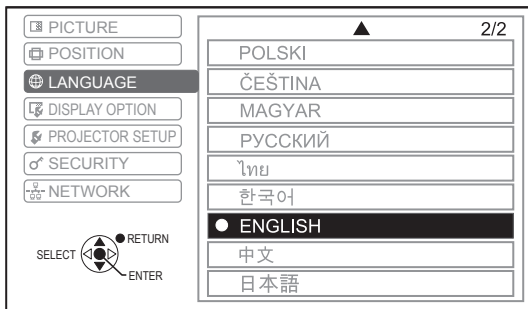 PICTURE
POSITION
LANGUAGE
DISPLAY OPTION
PROJECTOR SETUP
SECURITY
NETWORK
SELECT
RETURN
ENTER
2/2
POLSKI
ČEŠTINA
MAGYAR
РУССКИЙ
ไทย
한국어
ENGLISH
中文
日本語